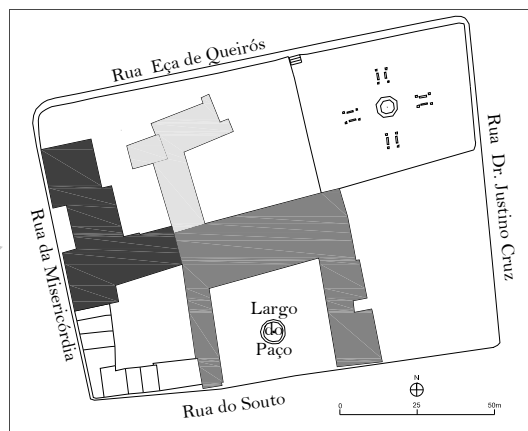 Rua Eça de Queirós
Rua Dr. Justino Cruz
Rua da Misericórdia
Largo
do
Paço
Rua do Souto
N
0 25 50m